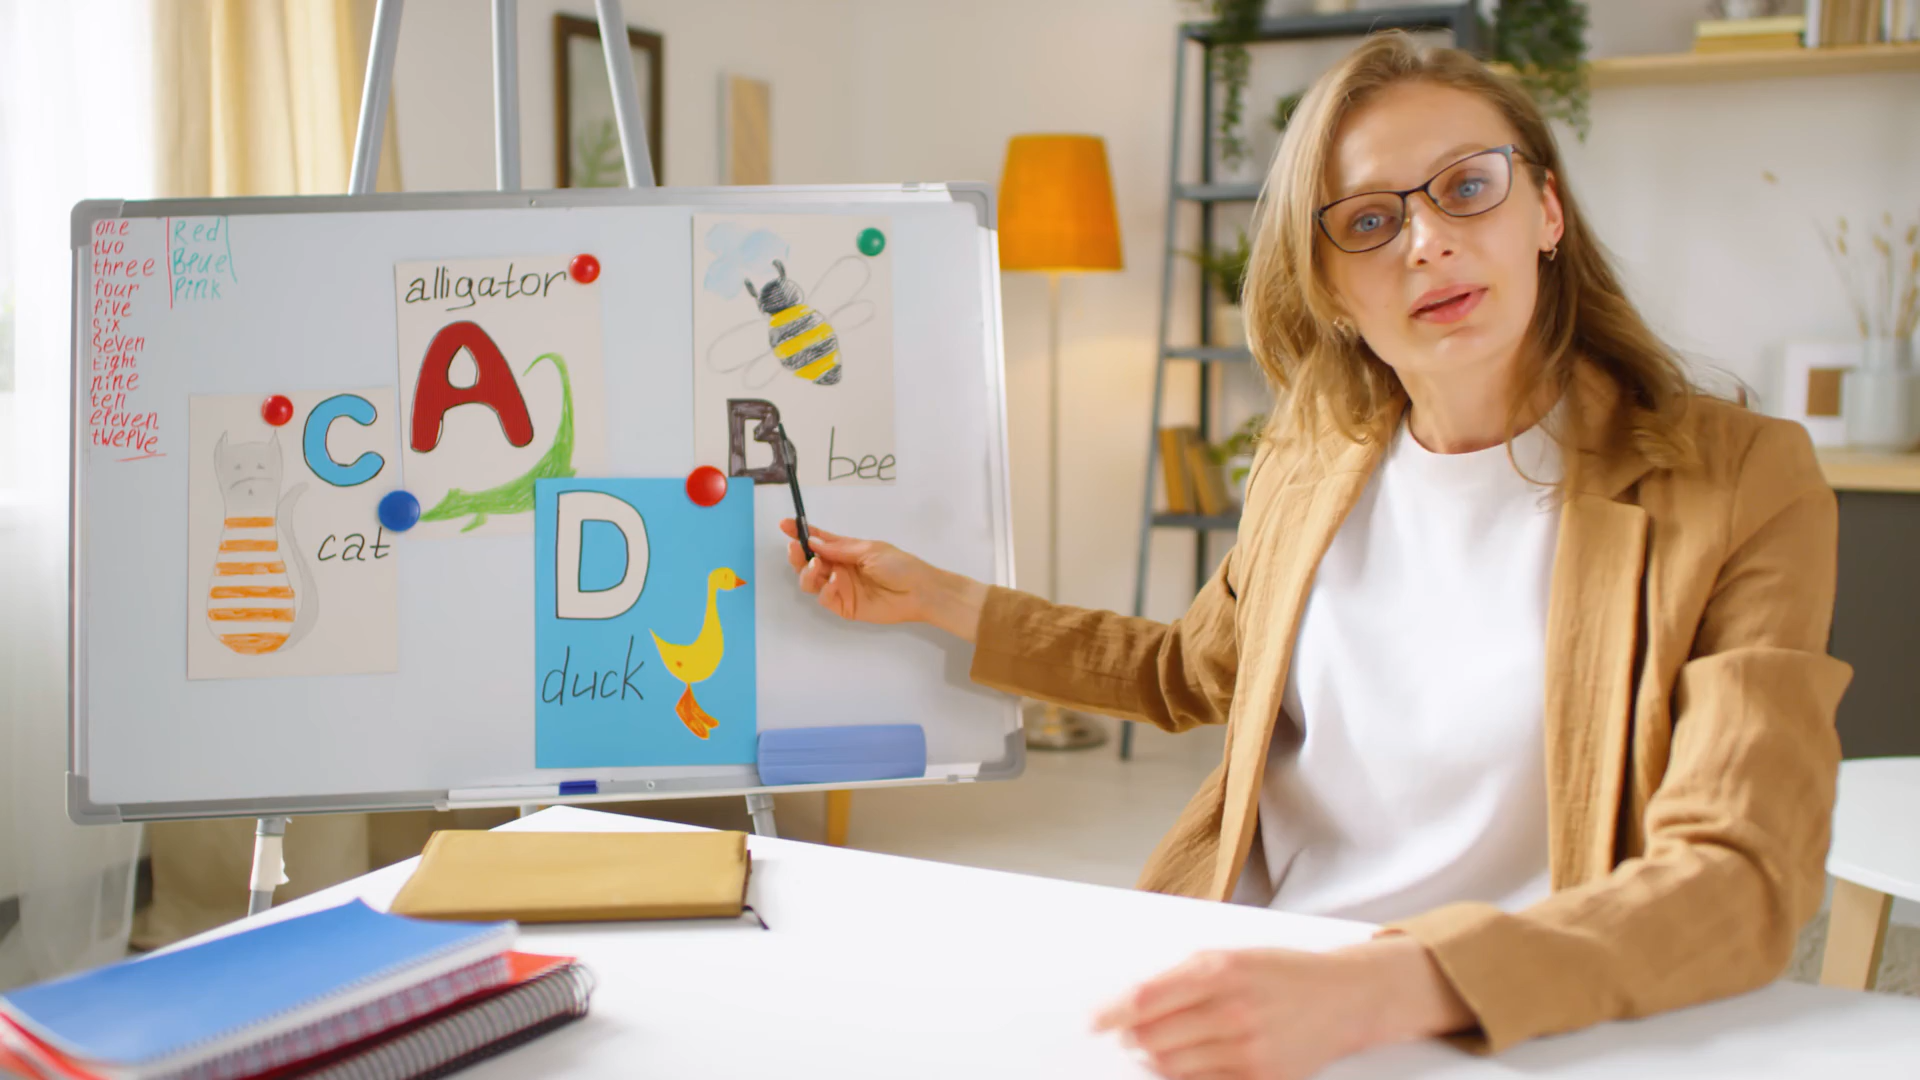 one
two
three
four
five
six
seven
Eight
nine
ten
eleven
twelve
Red
Blue
Pink
alligator
A
B
bee
C
cat
D
duck